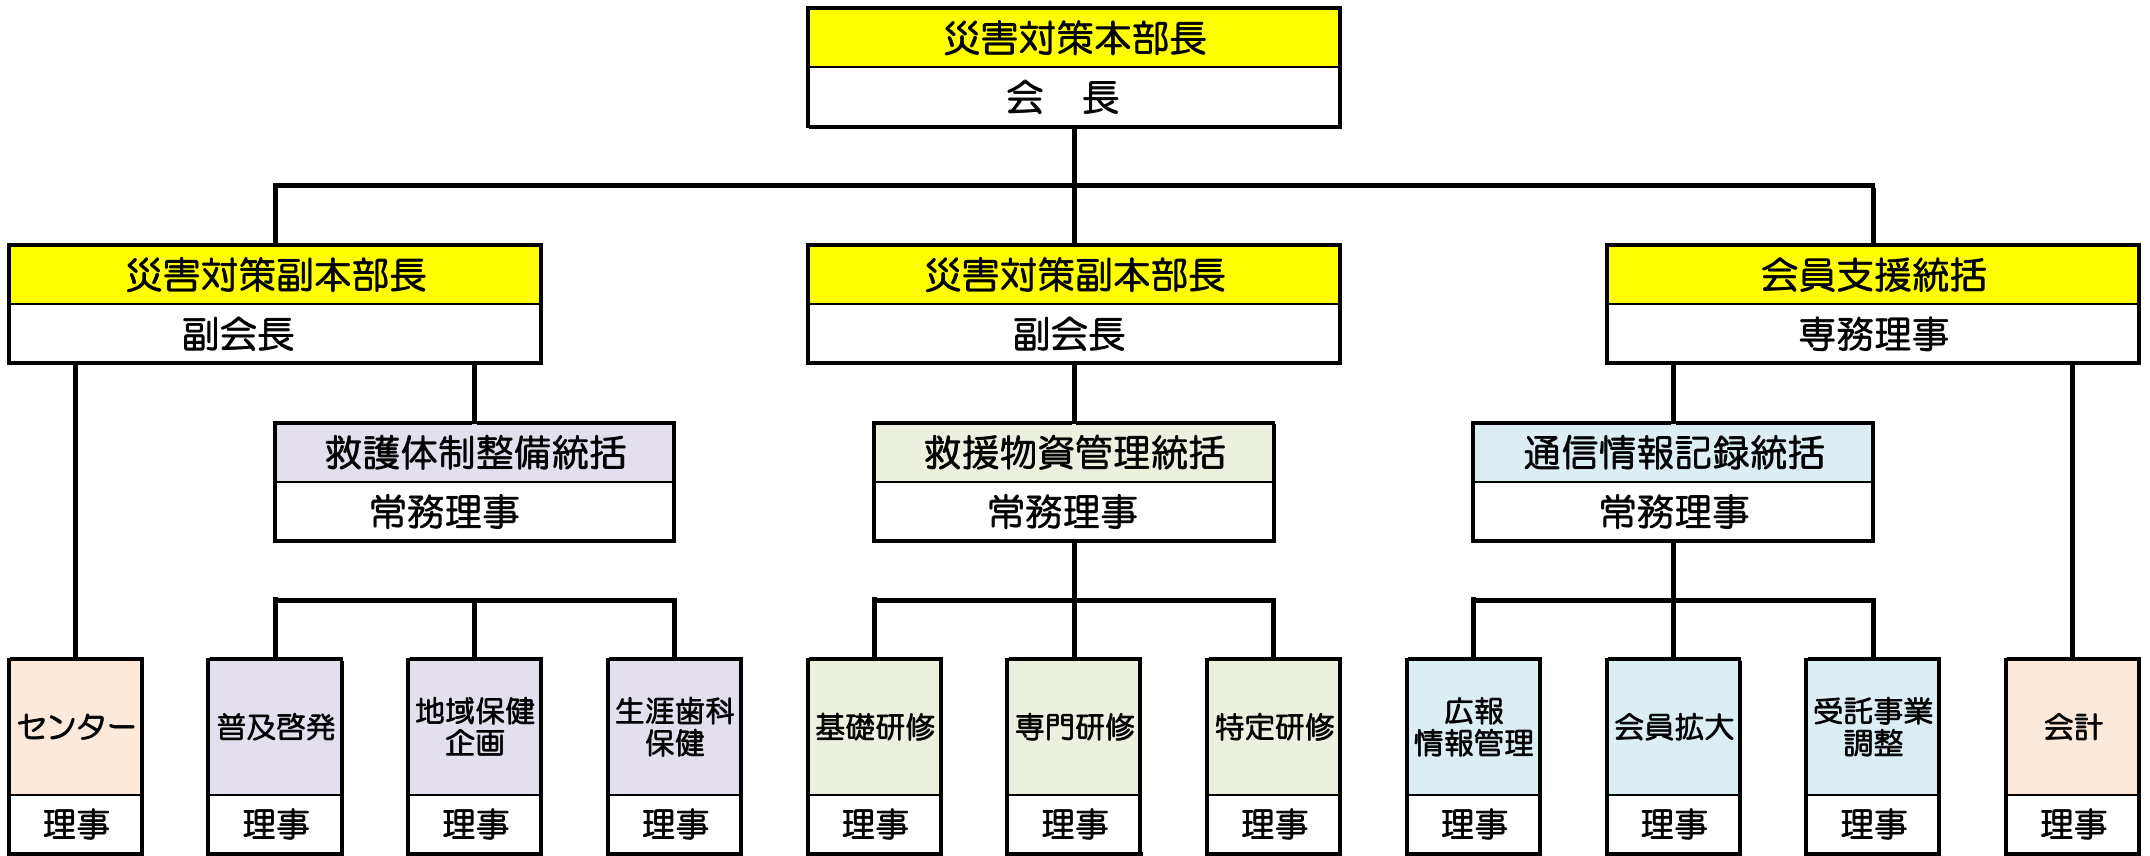 災害対策本部長
会　長
災害対策副本部長
副会長
災害対策副本部長
副会長
会員支援統括
専務理事
救護体制整備統括
常務理事
救援物資管理統括
常務理事
通信情報記録統括
常務理事
センター
理事
普及啓発
理事
地域保健
企画
理事
生涯歯科
保健
理事
基礎研修
理事
専門研修
理事
特定研修
理事
広報
情報管理
理事
会員拡大
理事
受託事業
調整
理事
会計
理事